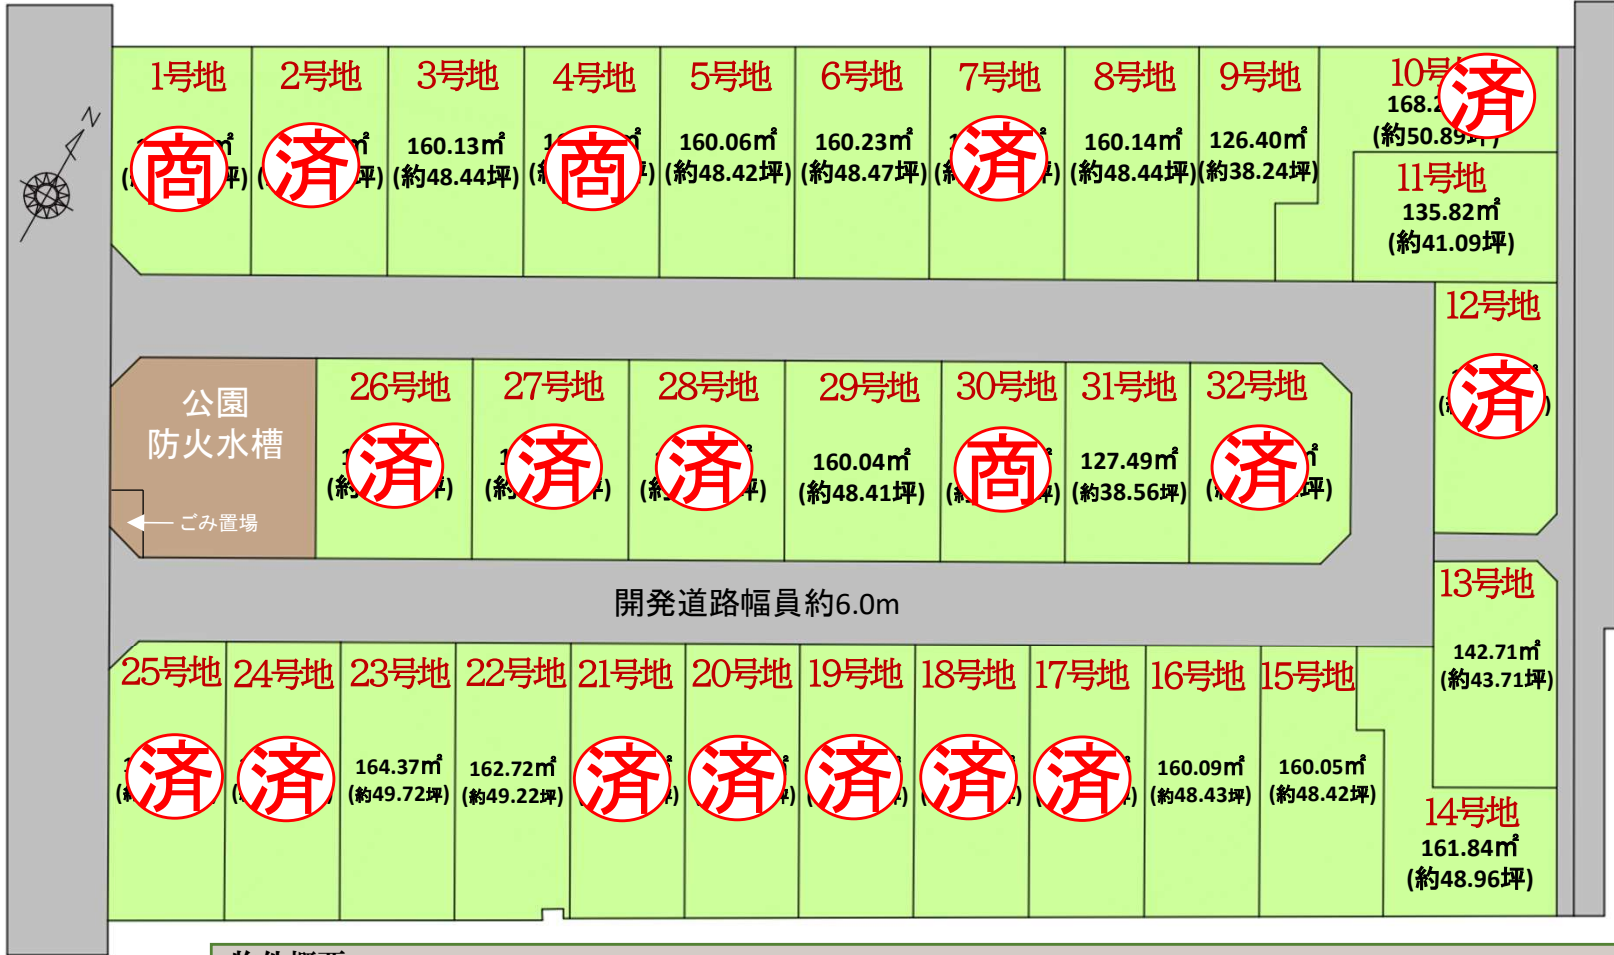 1号地
商
坪)
2号地
済
坪)
3号地
160.13㎡
(約48.44坪)
4号地
商
5号地
160.06㎡
(約48.42坪)
6号地
160.23㎡
(約48.47坪)
7号地
済
8号地
160.14㎡
(約48.44坪)
9号地
126.40㎡
(約38.24坪)
10号
済
168.2
(約50.89坪)
11号地
135.82㎡
(約41.09坪)
N
12号地
済
公園
防火水槽
ごみ置場
26号地
済
27号地
済
28号地
済
29号地
160.04㎡
(約48.41坪)
30号地
商
31号地
127.49㎡
(約38.56坪)
32号地
済
開発道路幅員約6.0m
13号地
142.71㎡
(約43.71坪)
25号地
済
24号地
済
23号地
164.37㎡
(約49.72坪)
22号地
162.72㎡
(約49.22坪)
21号地
済
20号地
済
19号地
済
18号地
済
17号地
済
16号地
160.09㎡
(約48.43坪)
15号地
160.05㎡
(約48.42坪)
14号地
161.84㎡
(約48.96坪)